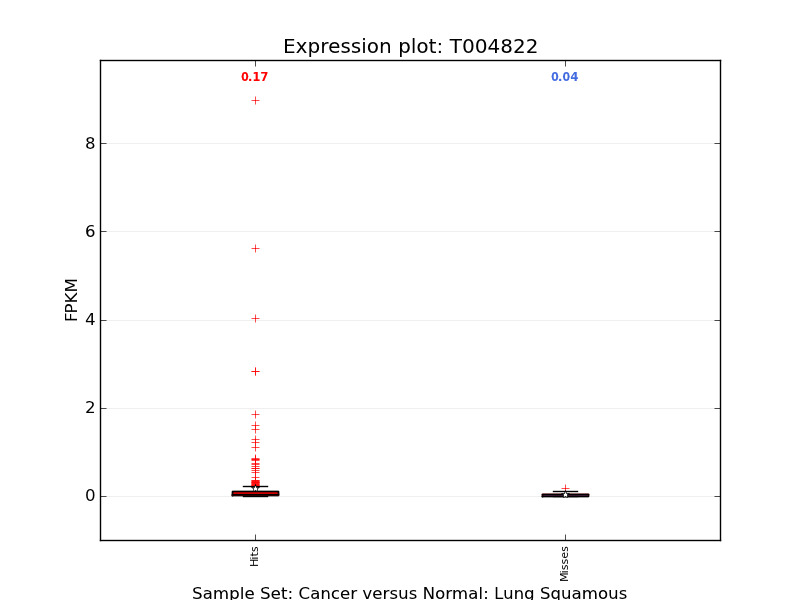 Expression plot: T004822
0.17
0.04
8
6
4
2
0
FPKM
Hits
Misses
Sample Set: Cancer versus Normal: Lung Squamous